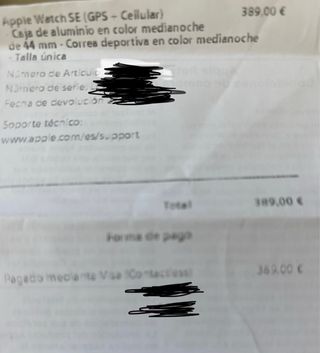 Apple Watch SE (GPS + Cellular) 389,00 €
- Caja de aluminio en color medianoche
de 44 mm - Correa deportiva en color medianoche
- Talla única
Número de Artícul
Número de serie:
Fecha de devolución
Soporte técnico:
www.apple.com/es/support
Total 389,00 €
Forma de pago
Pagado mediante Visa (Contactless) 389,00 €